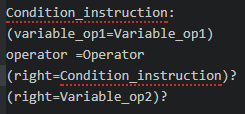 Condition_instruction:
(variable_op1=Variable_op1)
operator =Operator
(right=Condition_instruction)?
(right=Variable_op2)?